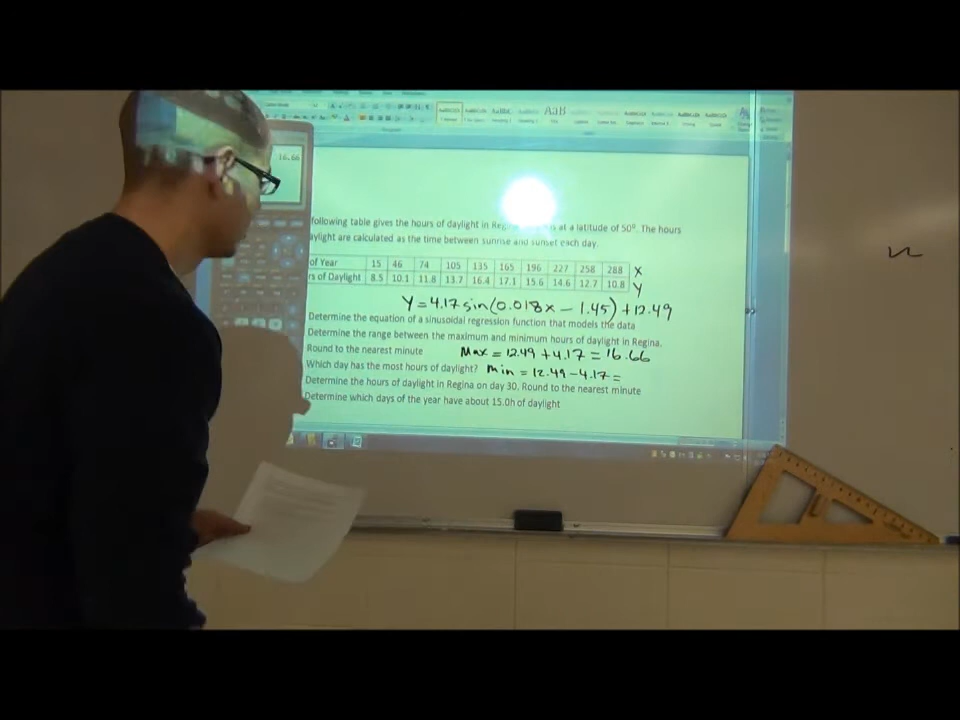 16.66
AaB
following table gives the hours of daylight in is at a latitude of 50⁰. The hours
aylight are calculated as the time between sunrise and sunset each day.
of Year 15 46 74 105 135 165 196 227 258 288 x
rs of Daylight 8.5 10.1 11.8 13.7 16.4 17.1 15.6 14.6 12.7 10.8 y
y = 4.17 sin(0.018x - 1.45) + 12.49
Determine the equation of a sinusoidal regression function that models the data
Determine the range between the maximum and minimum hours of daylight in Regina.
Round to the nearest minute Max = 12.49 + 4.17 = 16.66
Which day has the most hours of daylight? Min = 12.49 - 4.17 =
Determine the hours of daylight in Regina on day 30. Round to the nearest minute
Determine which days of the year have about 15.0h of daylight